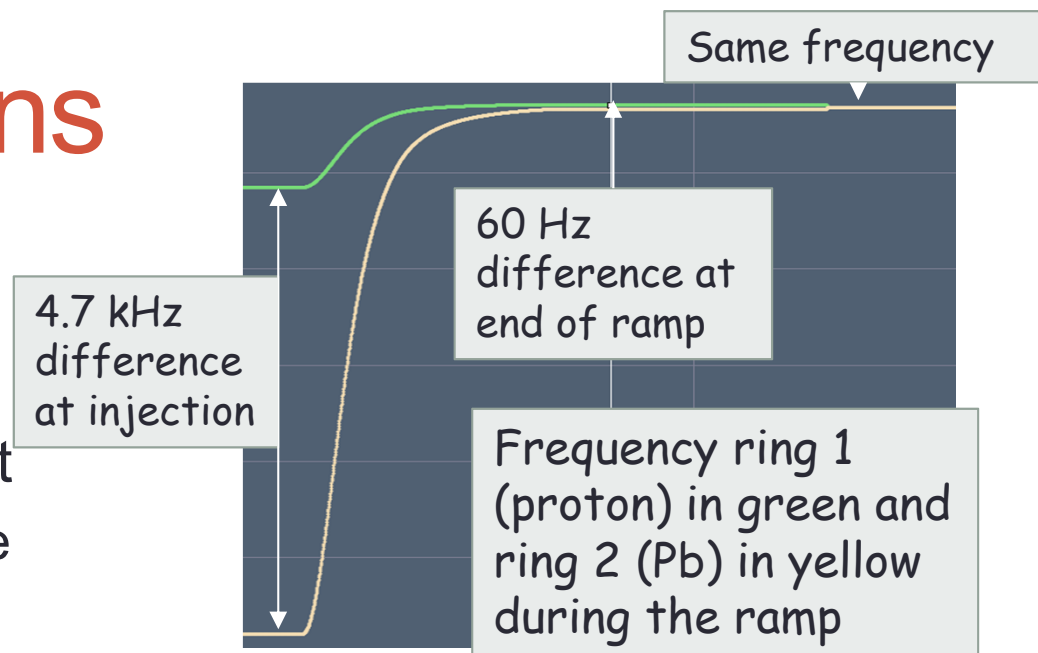 ns
Same frequency
60 Hz
difference at
end of ramp
4.7 kHz
difference
at injection
t
e
Frequency ring 1
(proton) in green and
ring 2 (Pb) in yellow
during the ramp